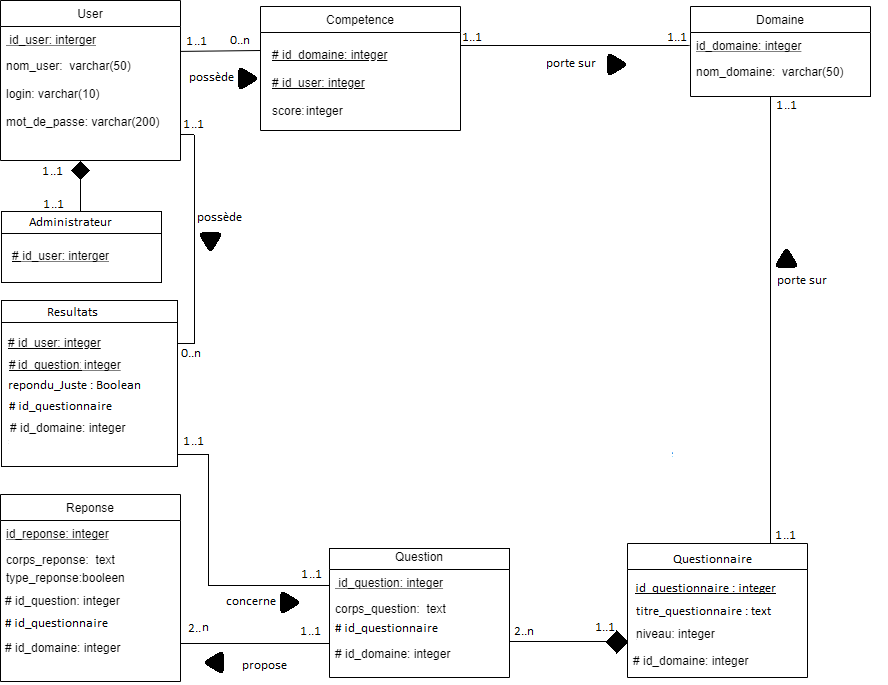 User
id_user: interger
nom_user: varchar(50)
login: varchar(10)
mot_de_passe: varchar(200)
1..1
0..n
possède
Competence
# id_domaine: integer
# id_user: integer
score:integer
1..1
1..1
porte sur
Domaine
id_domaine: integer
nom_domaine: varchar(50)
1..1
1..1
1..1
1..1
Administrateur
# id_user: interger
possède
porte sur
Resultats
# id_user: integer
# id_question: integer
repondu_Juste : Boolean
# id_questionnaire
# id_domaine: integer
0..n
1..1
Reponse
id_reponse: integer
corps_reponse: text
type_reponse:booleen
# id_question: integer
# id_questionnaire
# id_domaine: integer
1..1
concerne
2..n
1..1
propose
Question
id_question: integer
corps_question: text
# id_questionnaire
# id_domaine: integer
2..n
1..1
1..1
Questionnaire
id_questionnaire : integer
titre_questionnaire : text
niveau: integer
# id_domaine: integer